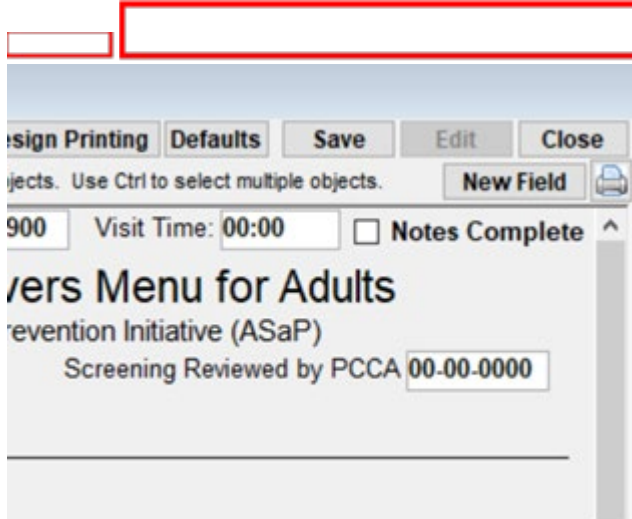 esign Printing Defaults Save Edit Close
jects. Use Ctrl to select multiple objects. New Field
900 Visit Time: 00:00 Notes Complete
vers Menu for Adults
revention Initiative (ASaP)
Screening Reviewed by PCCA 00-00-0000